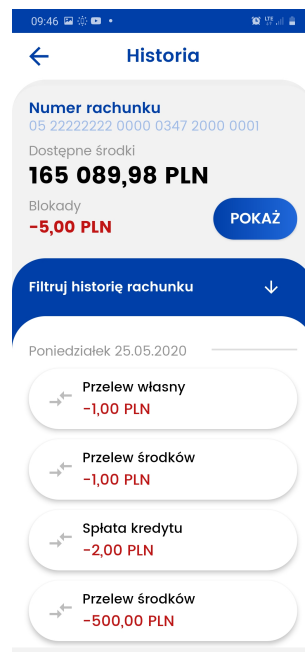 09:46
LTE
Historia
Numer rachunku
05 22222222 0000 0347 2000 0001
Dostępne środki
165 089,98 PLN
Blokady
-5,00 PLN
POKAŻ
Filtruj historię rachunku
Poniedziałek 25.05.2020
Przelew własny
-1,00 PLN
Przelew środków
-1,00 PLN
Spłata kredytu
-2,00 PLN
Przelew środków
-500,00 PLN